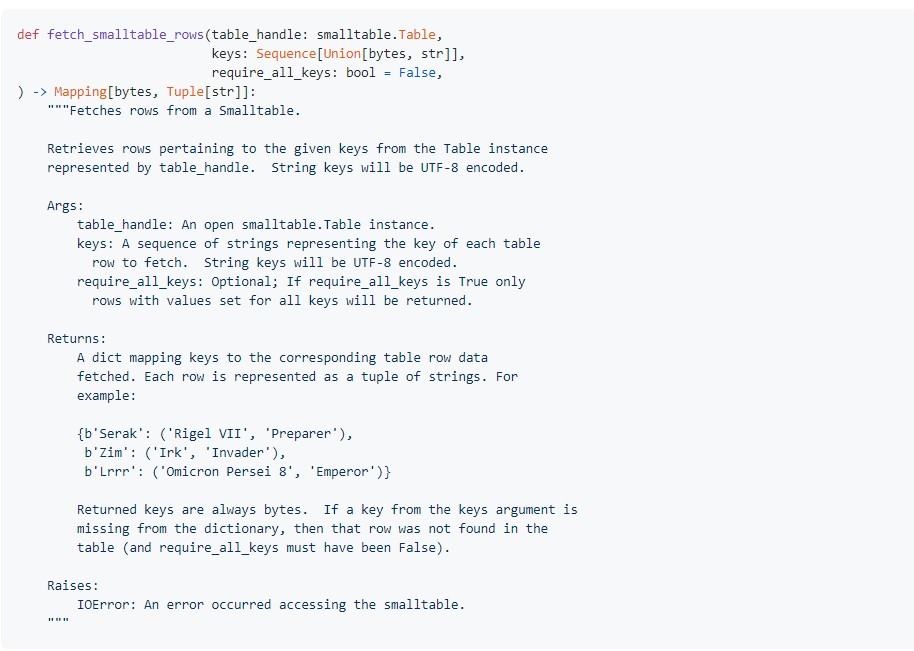 def fetch_smalltable_rows(table_handle: smalltable.Table,
                          keys: Sequence[Union[bytes, str]],
                          require_all_keys: bool = False,
) -> Mapping[bytes, Tuple[str]]:
    """Fetches rows from a Smalltable.

    Retrieves rows pertaining to the given keys from the Table instance
    represented by table_handle.  String keys will be UTF-8 encoded.

    Args:
        table_handle: An open smalltable.Table instance.
        keys: A sequence of strings representing the key of each table
          row to fetch.  String keys will be UTF-8 encoded.
        require_all_keys: Optional; If require_all_keys is True only
          rows with values set for all keys will be returned.

    Returns:
        A dict mapping keys to the corresponding table row data
        fetched. Each row is represented as a tuple of strings. For
        example:

        {b'Serak': ('Rigel VII', 'Preparer'),
         b'Zim': ('Irk', 'Invader'),
         b'Lrrr': ('Omicron Persei 8', 'Emperor')}

        Returned keys are always bytes.  If a key from the keys argument is
        missing from the dictionary, then that row was not found in the
        table (and require_all_keys must have been False).

    Raises:
        IOError: An error occurred accessing the smalltable.
    """